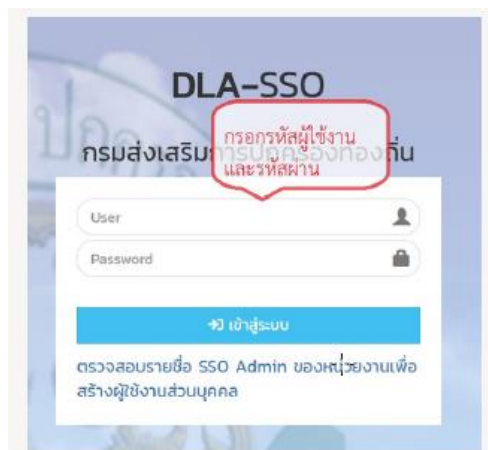 DLA-SSO
กรอกรหัสผู้ใช้งาน
และรหัสผ่าน
กรมส่งเสริมการปกครองท้องถิ่น
User
Password
เข้าสู่ระบบ
ตรวจสอบรายชื่อ SSO Admin ของหน่วยงานเพื่อ
สร้างผู้ใช้งานส่วนบุคคล